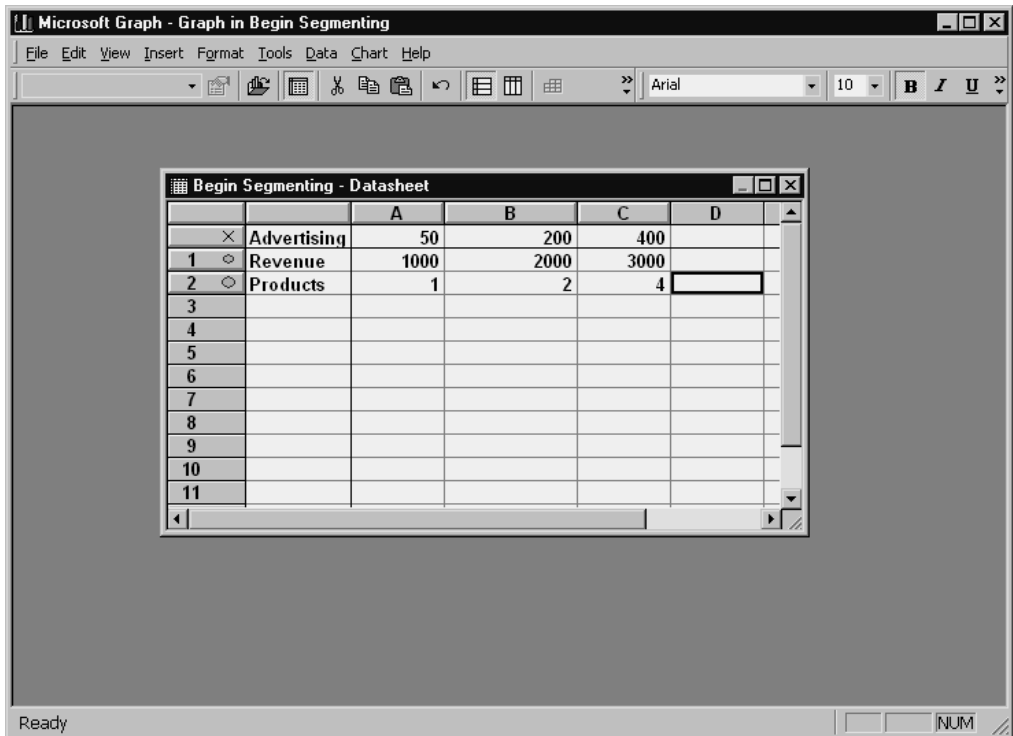 Microsoft Graph - Graph in Begin Segmenting
File Edit View Insert Format Tools Data Chart Help
Arial 10 B I U
Begin Segmenting - Datasheet
A B C D
Advertising 50 200 400
1 Revenue 1000 2000 3000
2 Products 1 2 4
3
4
5
6
7
8
9
10
11
Ready NUM